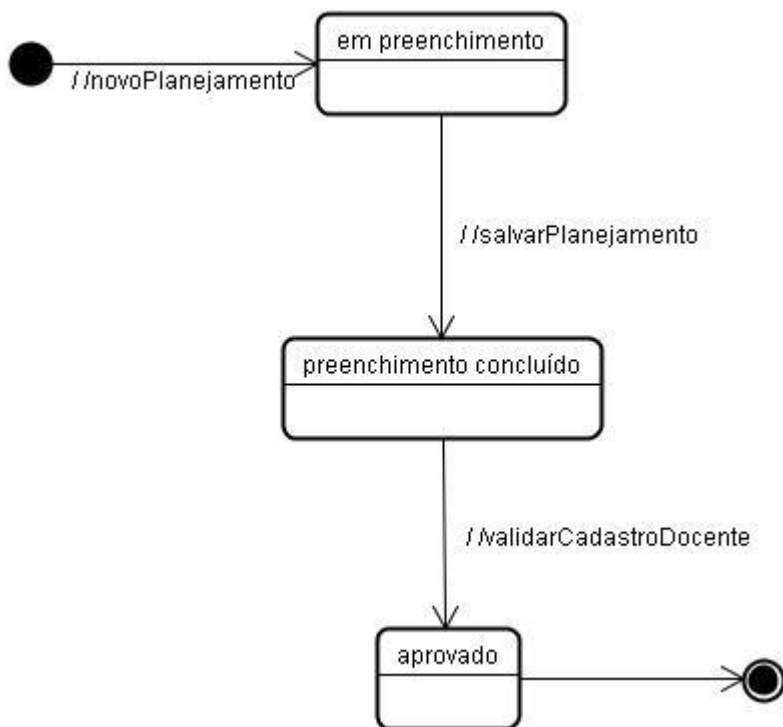 em preenchimento
/ /novoPlanejamento
/ /salvarPlanejamento
preenchimento concluído
/ /validarCadastroDocente
aprovado